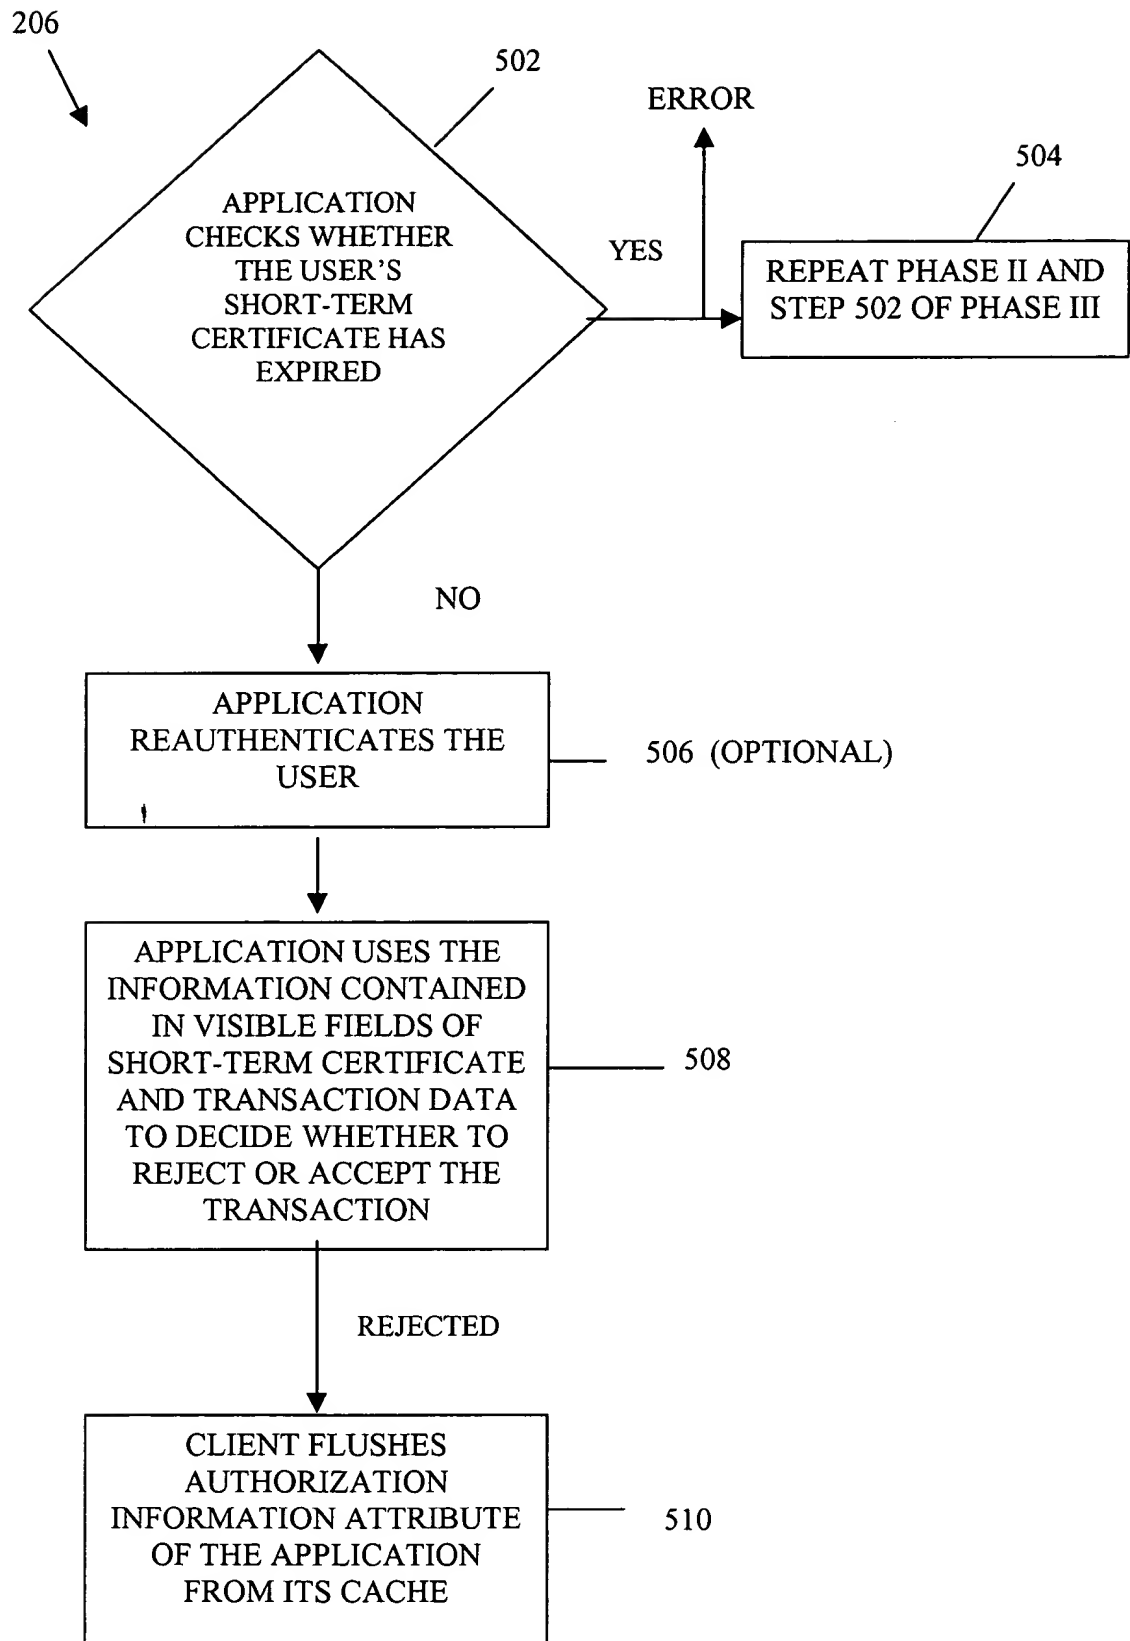 206
502
ERROR
504
APPLICATION
CHECKS WHETHER
THE USER'S
SHORT-TERM
CERTIFICATE HAS
EXPIRED
YES
REPEAT PHASE II AND
STEP 502 OF PHASE III
NO
APPLICATION
REAUTHENTICATES THE
USER
506 (OPTIONAL)
APPLICATION USES THE
INFORMATION CONTAINED
IN VISIBLE FIELDS OF
SHORT-TERM CERTIFICATE
AND TRANSACTION DATA
TO DECIDE WHETHER TO
REJECT OR ACCEPT THE
TRANSACTION
508
REJECTED
CLIENT FLUSHES
AUTHORIZATION
INFORMATION ATTRIBUTE
OF THE APPLICATION
FROM ITS CACHE
510